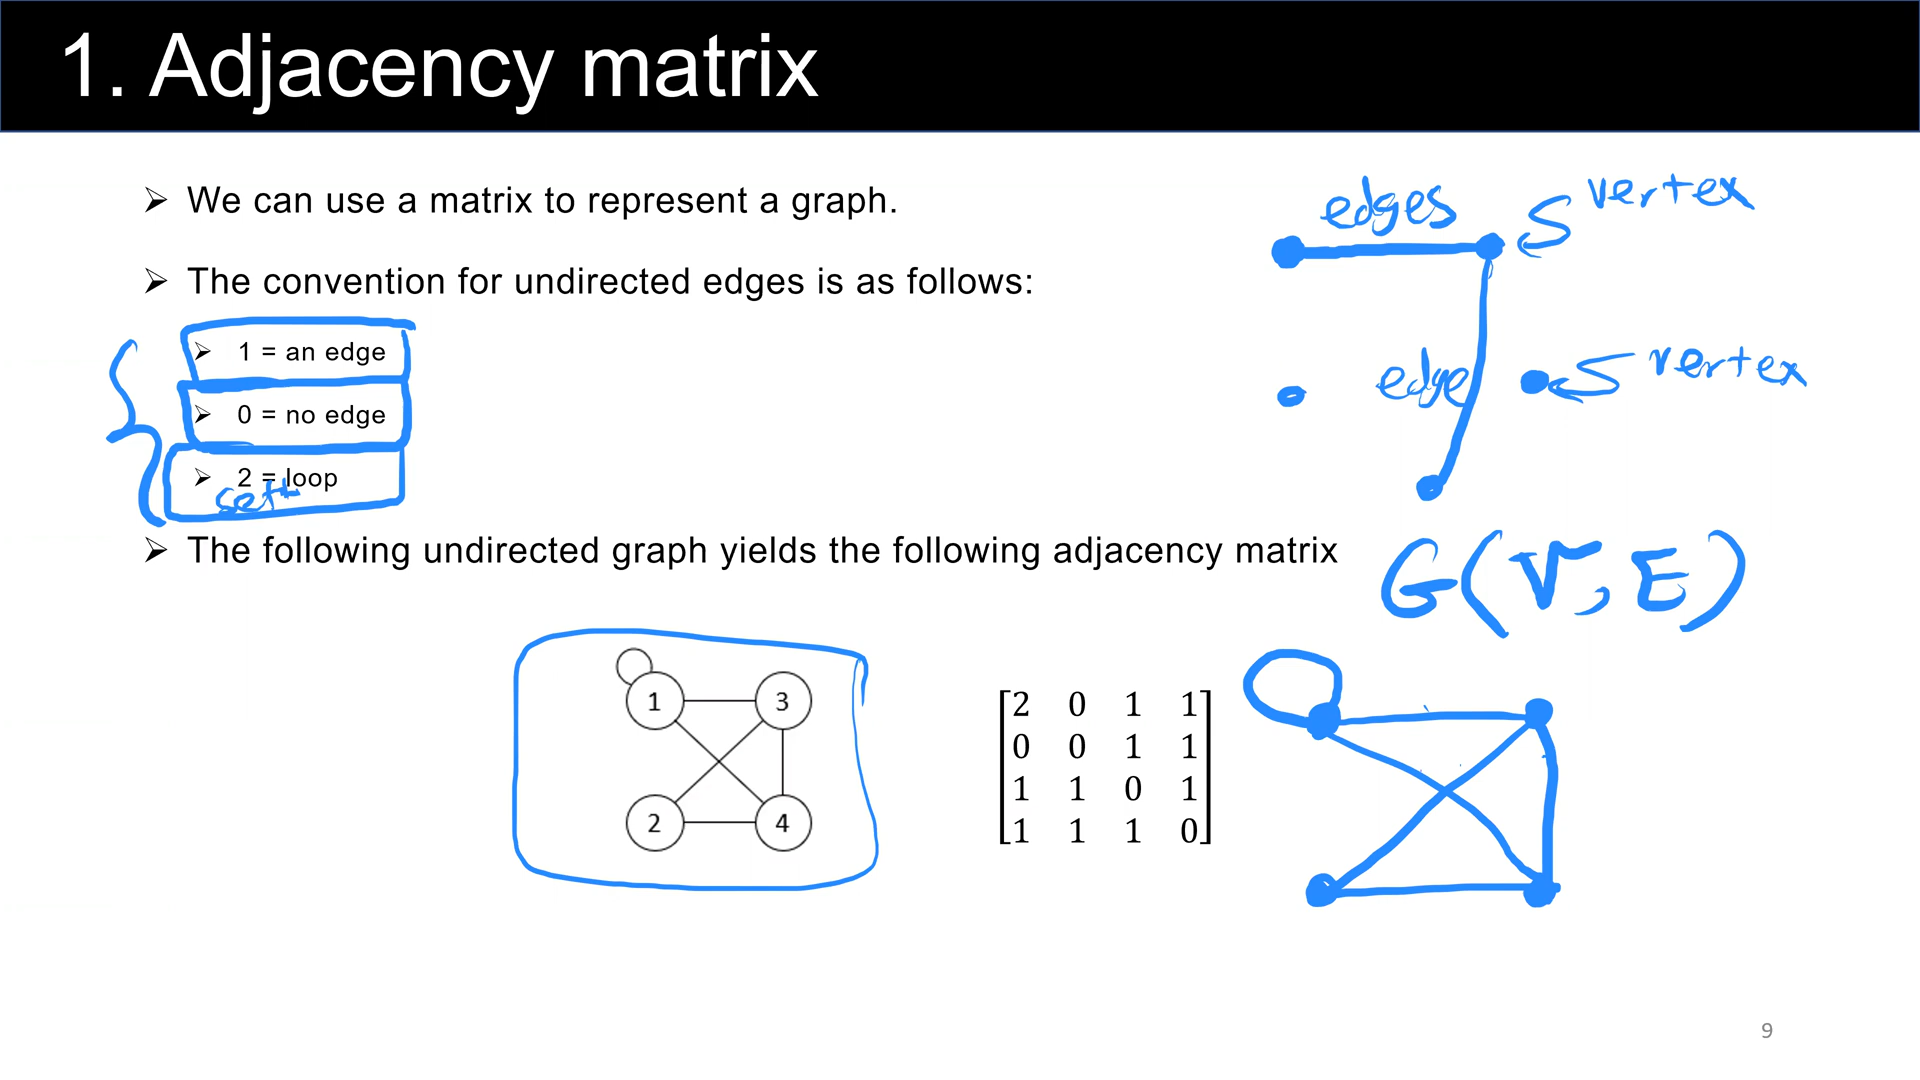 1. Adjacency matrix
➢ We can use a matrix to represent a graph.
➢ The convention for undirected edges is as follows:
➢ 1 = an edge
➢ 0 = no edge
➢ 2 = loop
➢ The following undirected graph yields the following adjacency matrix
edges
vertex
edge
vertex
G(V, E)
1 3
2 4
2 0 1 1
0 0 1 1
1 1 0 1
1 1 1 0
9